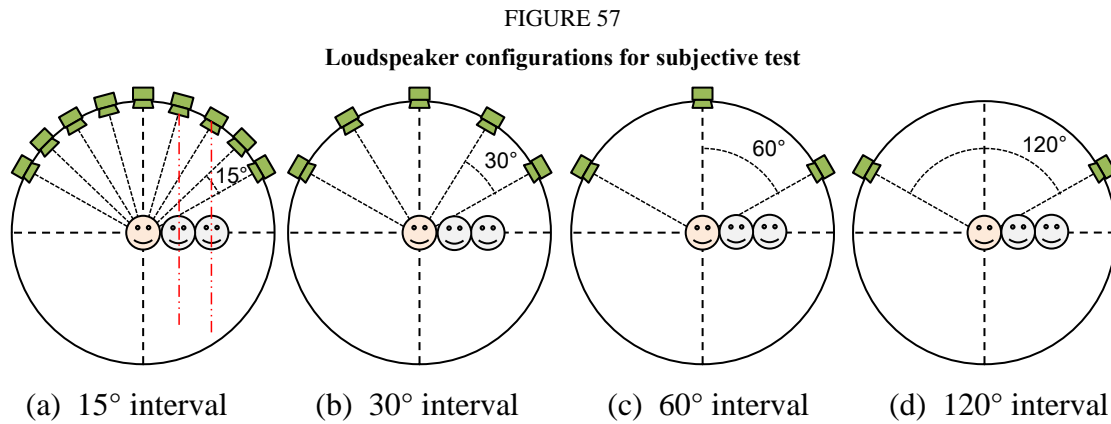 FIGURE 57
Loudspeaker configurations for subjective test
15°
30°
60°
120°
(a) 15° interval
(b) 30° interval
(c) 60° interval
(d) 120° interval